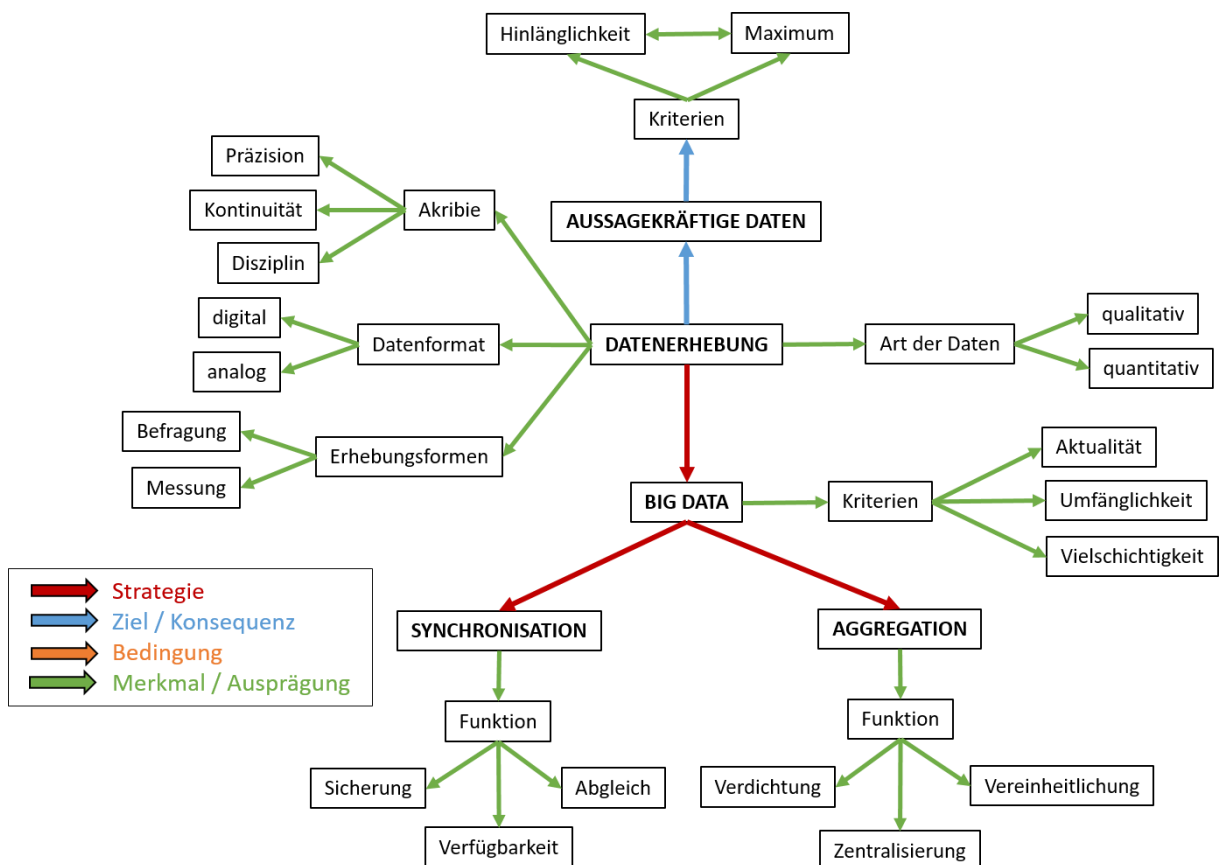 Hinlänglichkeit
Maximum
Kriterien
Präzision
Kontinuität
Akribie
AUSSAGEKRÄFTIGE DATEN
Disziplin
digital
Datenformat
DATENERHEBUNG
Art der Daten
qualitativ
analog
quantitativ
Befragung
Erhebungsformen
Messung
BIG DATA
Kriterien
Aktualität
Umfänglichkeit
Vielschichtigkeit
Strategie
Ziel / Konsequenz
Bedingung
Merkmal / Ausprägung
SYNCHRONISATION
AGGREGATION
Funktion
Funktion
Sicherung
Abgleich
Verfügbarkeit
Verdichtung
Vereinheitlichung
Zentralisierung